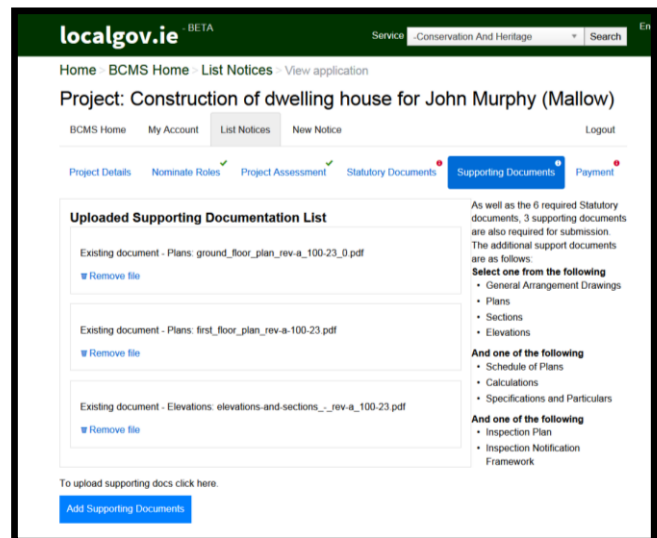 localgov.ie - BETA
Service -Conservation And Heritage Search
En
Home > BCMS Home > List Notices > View application
Project: Construction of dwelling house for John Murphy (Mallow)
BCMS Home My Account List Notices New Notice Logout
Project Details Nominate Roles Project Assessment Statutory Documents Supporting Documents Payment
Uploaded Supporting Documentation List
Existing document - Plans: ground_floor_plan_rev-a_100-23_0.pdf
Remove file
Existing document - Plans: first_floor_plan_rev-a-100-23.pdf
Remove file
Existing document - Elevations: elevations-and-sections_-_rev-a_100-23.pdf
Remove file
As well as the 6 required Statutory
documents, 3 supporting documents
are also required for submission.
The additional support documents
are as follows:
Select one from the following
• General Arrangement Drawings
• Plans
• Sections
• Elevations
And one of the following
• Schedule of Plans
• Calculations
• Specifications and Particulars
And one of the following
• Inspection Plan
• Inspection Notification
Framework
To upload supporting docs click here.
Add Supporting Documents